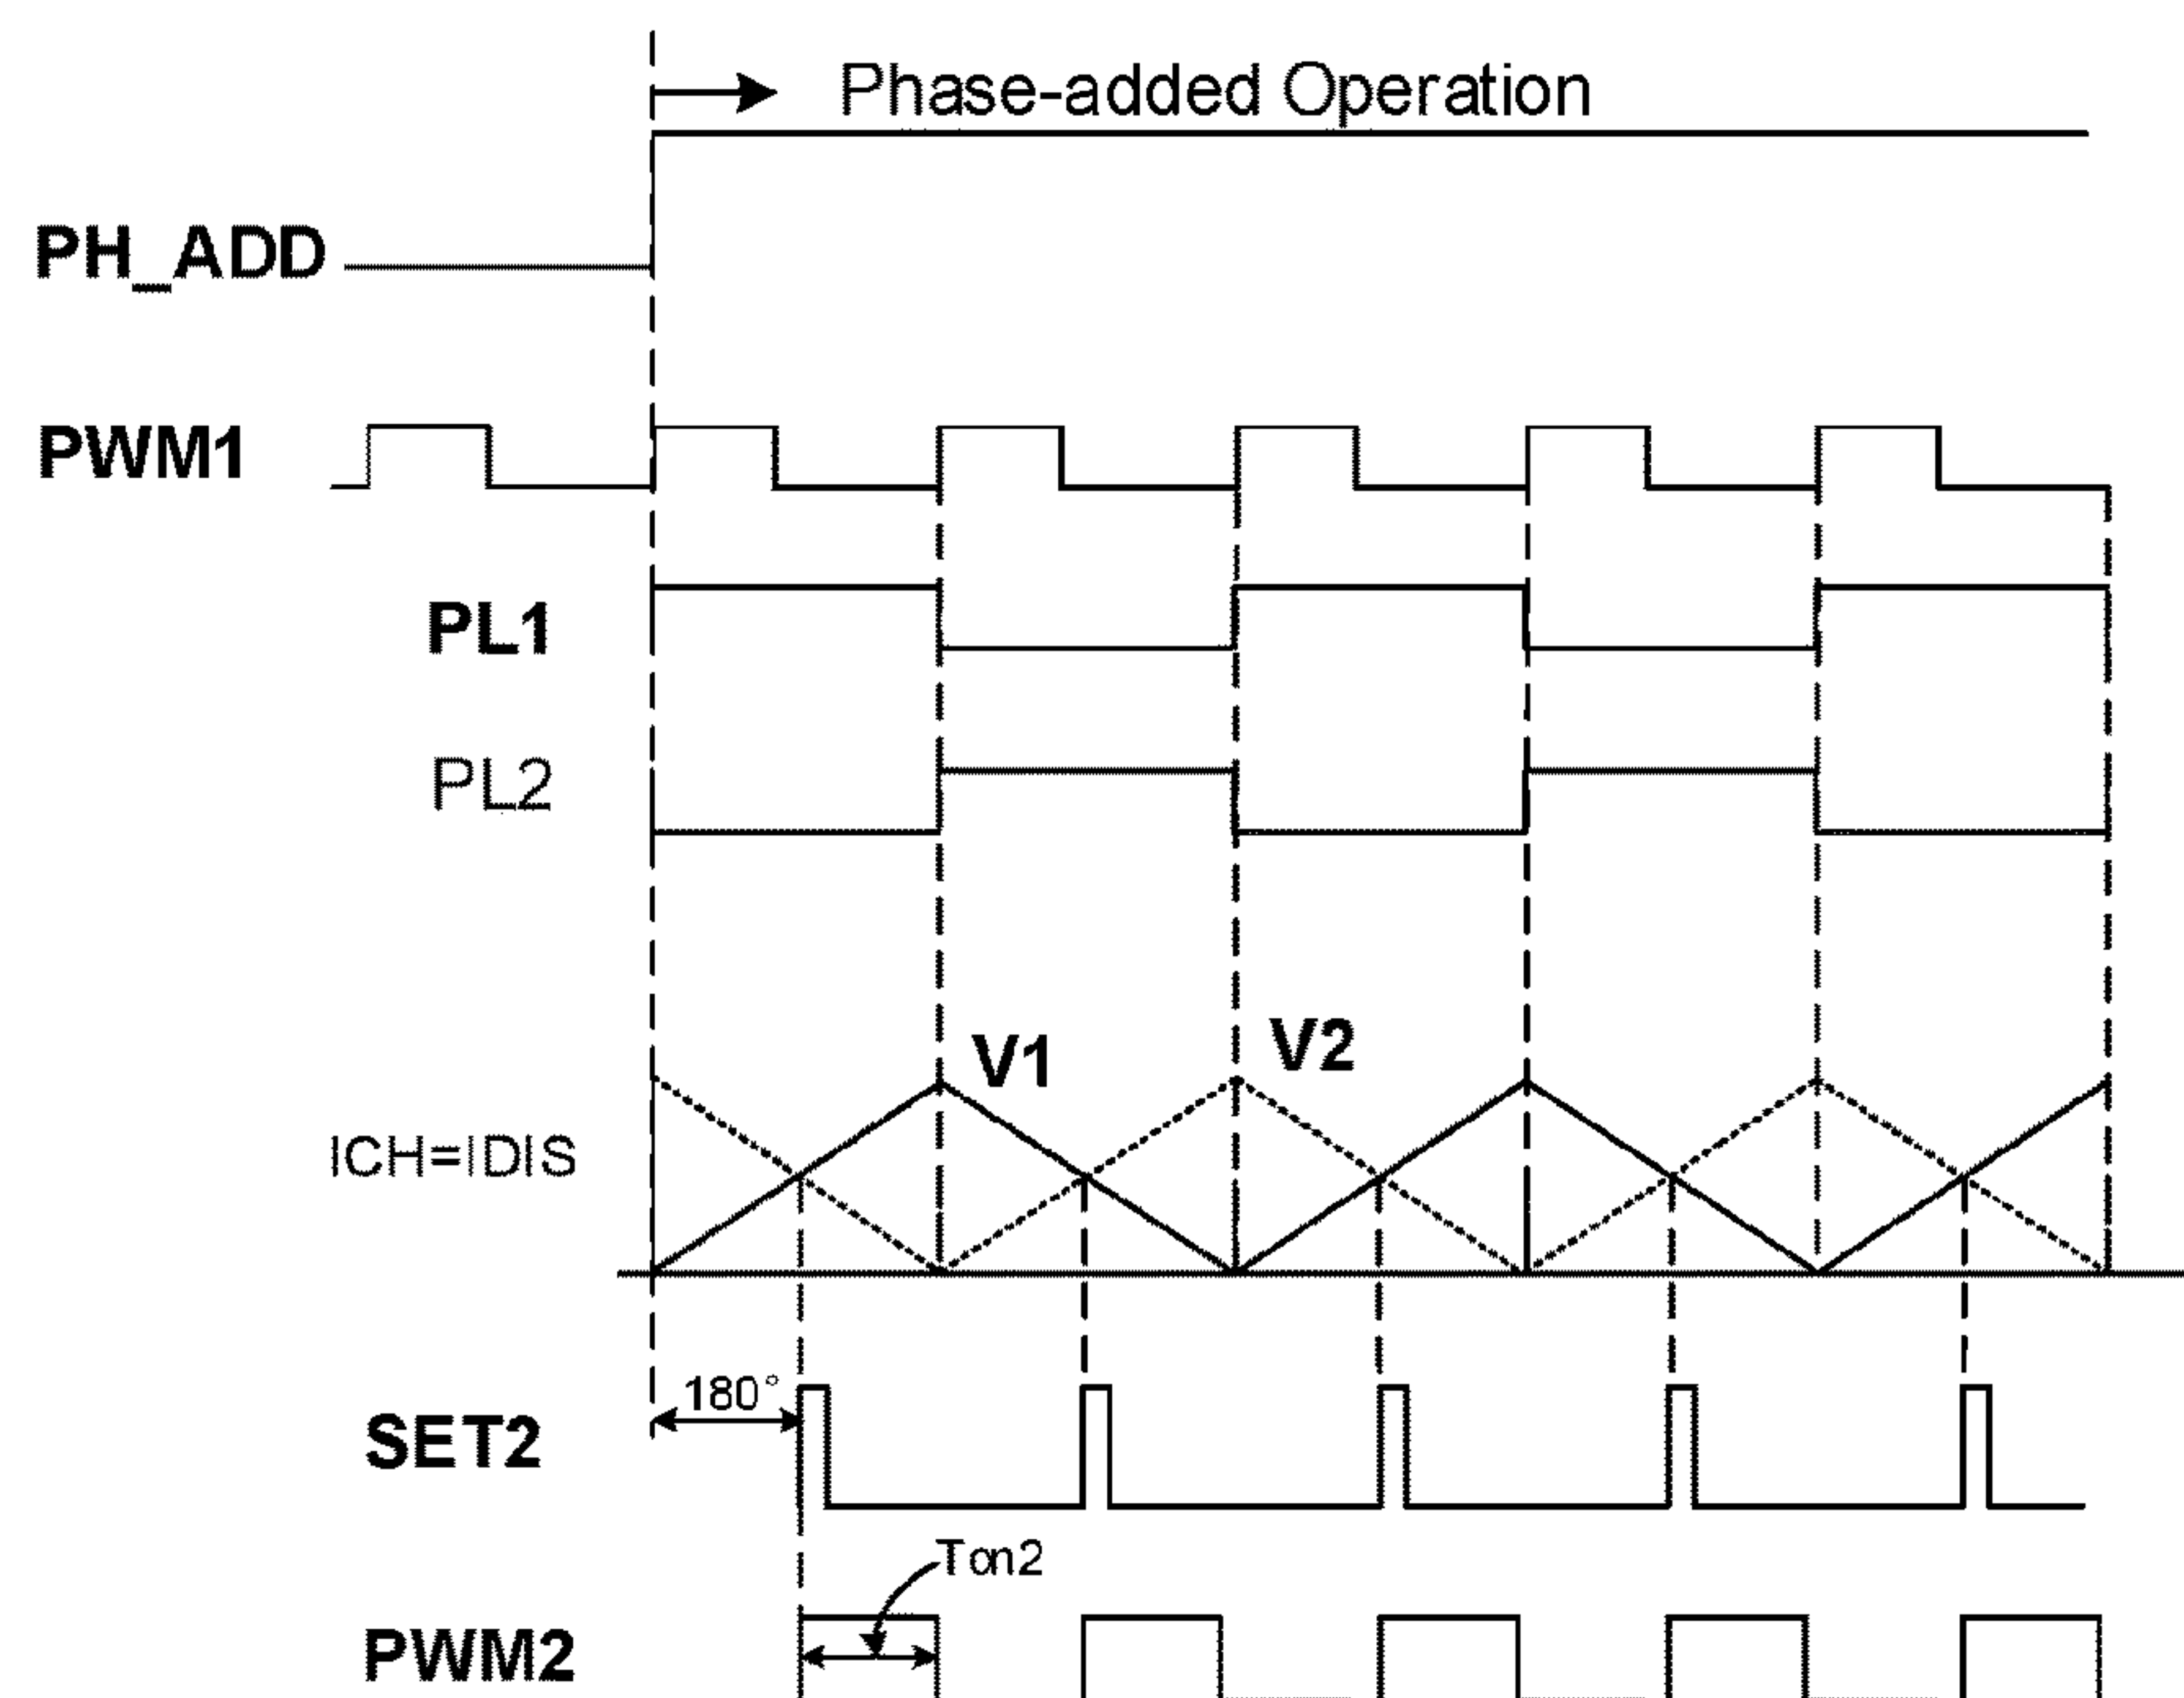 Phase-added Operation
PH_ADD
PWM1
PL1
PL2
V1
V2
ICH=IDIS
180°
SET2
Ton2
PWM2